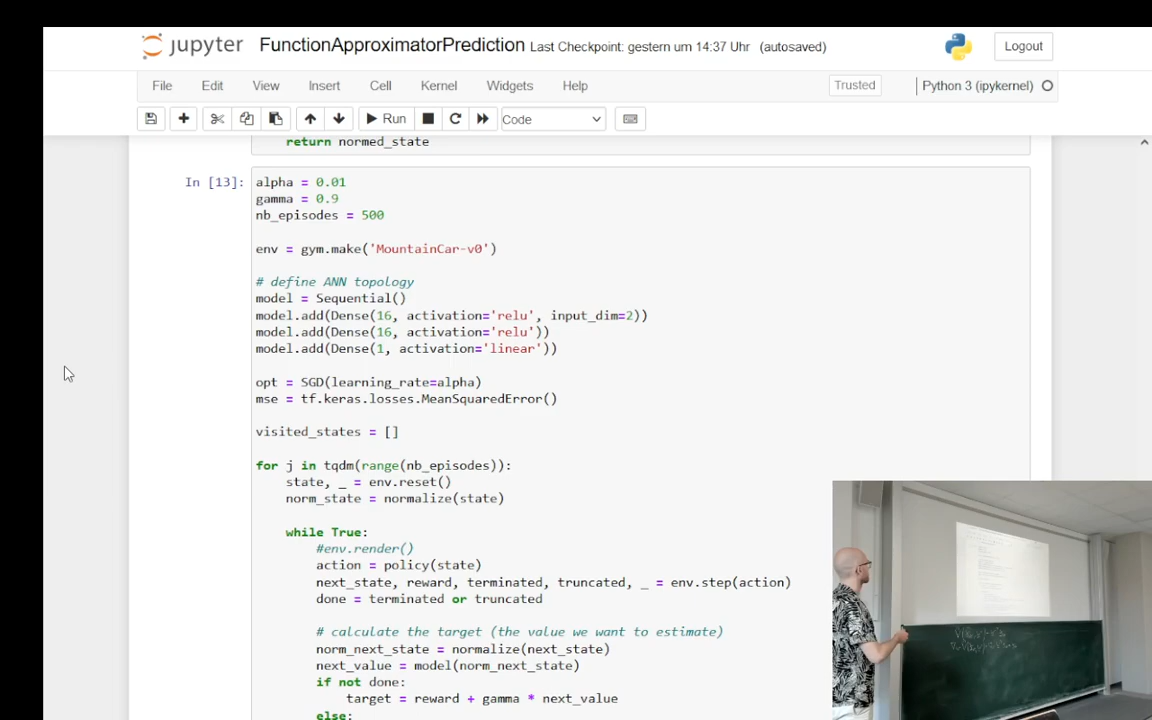 jupyter FunctionApproximatorPrediction Last Checkpoint: gestern um 14:37 Uhr (autosaved) Logout
File Edit View Insert Cell Kernel Widgets Help Trusted Python 3 (ipykernel)
Run Code
return normed_state
In [13]:
alpha = 0.01
gamma = 0.9
nb_episodes = 500
env = gym.make('MountainCar-v0')
# define ANN topology
model = Sequential()
model.add(Dense(16, activation='relu', input_dim=2))
model.add(Dense(16, activation='relu'))
model.add(Dense(1, activation='linear'))
opt = SGD(learning_rate=alpha)
mse = tf.keras.losses.MeanSquaredError()
visited_states = []
for j in tqdm(range(nb_episodes)):
state, _ = env.reset()
norm_state = normalize(state)
while True:
#env.render()
action = policy(state)
next_state, reward, terminated, truncated, _ = env.step(action)
done = terminated or truncated
# calculate the target (the value we want to estimate)
norm_next_state = normalize(next_state)
next_value = model(norm_next_state)
if not done:
target = reward + gamma * next_value
else: